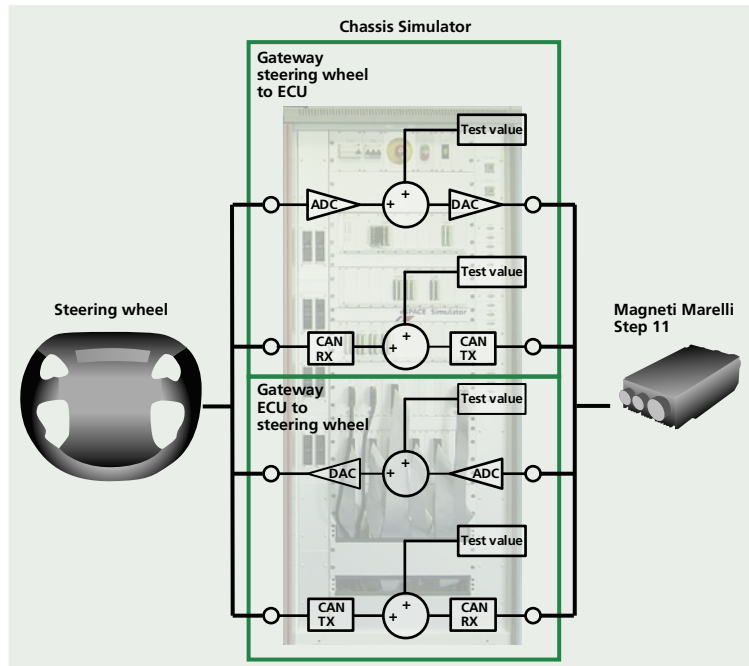 Chassis Simulator
Gateway
steering wheel
to ECU
Test value
ADC
+
+
DAC
Test value
Steering wheel
Simulator
Magneti Marelli
Step 11
CAN
RX
+
+
CAN
TX
Gateway
ECU to
steering wheel
Test value
DAC
+
+
ADC
Test value
CAN
TX
+
+
CAN
RX